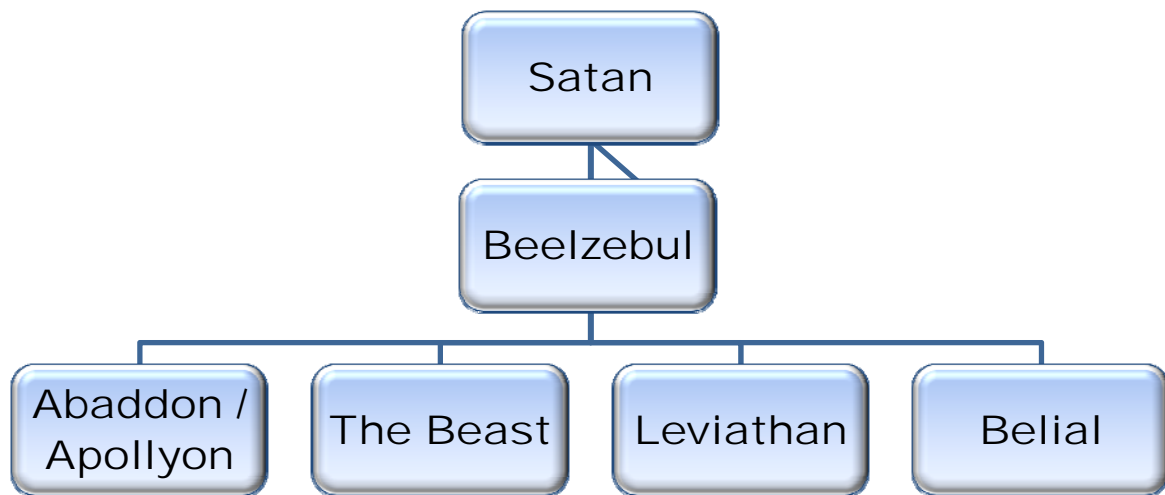 Satan
Beelzebul
Abaddon /
Apollyon
The Beast
Leviathan
Belial